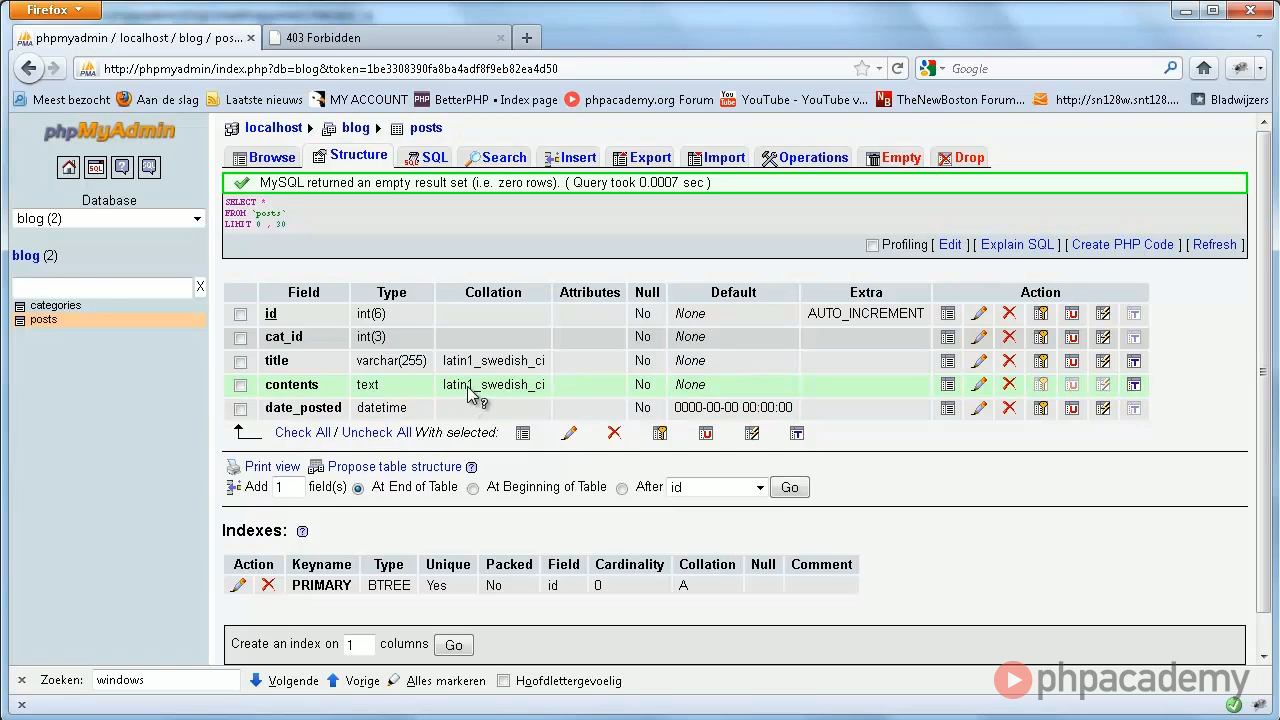 Firefox
phpmyadmin / localhost / blog / pos...
403 Forbidden
http://phpmyadmin/index.php?db=blog&token=1be3308390fa8ba4adf8f9eb82ea4d50
Google
Meest bezocht
Aan de slag
Laatste nieuws
MY ACCOUNT
BetterPHP • Index page
phpacademy.org Forum
YouTube - YouTube v...
TheNewBoston Forum...
http://sn128w.snt128....
Bladwijzers
phpMyAdmin
Database
blog (2)
blog (2)
X
categories
posts
localhost
blog
posts
Browse
Structure
SQL
Search
Insert
Export
Import
Operations
Empty
Drop
MySQL returned an empty result set (i.e. zero rows). ( Query took 0.0007 sec )
SELECT *
FROM `posts`
LIMIT 0 , 30
Profiling [ Edit ] [ Explain SQL ] [ Create PHP Code ] [ Refresh ]
Field Type Collation Attributes Null Default Extra Action
id int(6) No None AUTO_INCREMENT
cat_id int(3) No None
title varchar(255) latin1_swedish_ci No None
contents text latin1_swedish_ci No None
date_posted datetime No 0000-00-00 00:00:00
Check All / Uncheck All With selected:
Print view Propose table structure
Add 1 field(s) At End of Table At Beginning of Table After id Go
Indexes:
Action Keyname Type Unique Packed Field Cardinality Collation Null Comment
PRIMARY BTREE Yes No id 0 A
Create an index on 1 columns Go
Zoeken: windows Volgende Vorige Alles markeren Hoofdlettergevoelig
phpacademy